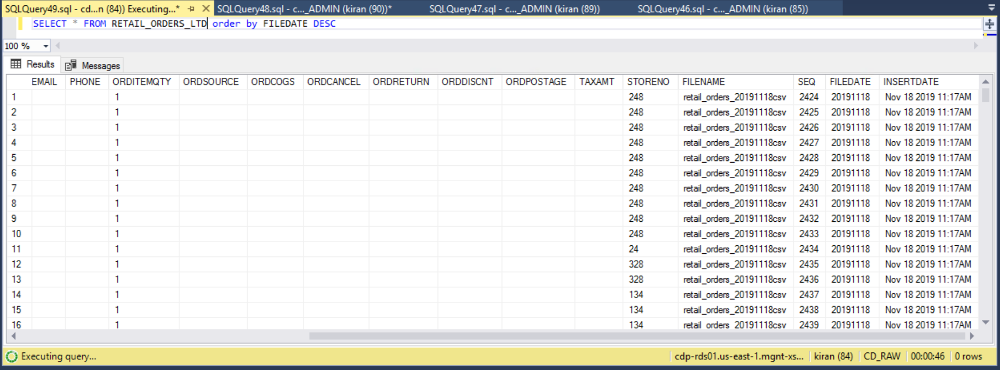 SQLQuery49.sql - cd...n (84)) Executing...* SQLQuery48.sql - c..._ADMIN (kiran (90))* SQLQuery47.sql - c..._ADMIN (kiran (89)) SQLQuery46.sql - c..._ADMIN (kiran (85))
SELECT * FROM RETAIL_ORDERS_LTD order by FILEDATE DESC
100 %
Results Messages
EMAIL PHONE ORDITEMQTY ORDSOURCE ORDCOGS ORDCANCEL ORDRETURN ORDDISCNT ORDPOSTAGE TAXAMT STORENO FILENAME SEQ FILEDATE INSERTDATE
1 1 248 retail_orders_20191118csv 2424 20191118 Nov 18 2019 11:17AM
2 1 248 retail_orders_20191118csv 2425 20191118 Nov 18 2019 11:17AM
3 1 248 retail_orders_20191118csv 2426 20191118 Nov 18 2019 11:17AM
4 1 248 retail_orders_20191118csv 2427 20191118 Nov 18 2019 11:17AM
5 1 248 retail_orders_20191118csv 2428 20191118 Nov 18 2019 11:17AM
6 1 248 retail_orders_20191118csv 2429 20191118 Nov 18 2019 11:17AM
7 1 248 retail_orders_20191118csv 2430 20191118 Nov 18 2019 11:17AM
8 1 248 retail_orders_20191118csv 2431 20191118 Nov 18 2019 11:17AM
9 1 248 retail_orders_20191118csv 2432 20191118 Nov 18 2019 11:17AM
10 1 248 retail_orders_20191118csv 2433 20191118 Nov 18 2019 11:17AM
11 1 24 retail_orders_20191118csv 2434 20191118 Nov 18 2019 11:17AM
12 1 328 retail_orders_20191118csv 2435 20191118 Nov 18 2019 11:17AM
13 1 328 retail_orders_20191118csv 2436 20191118 Nov 18 2019 11:17AM
14 1 134 retail_orders_20191118csv 2437 20191118 Nov 18 2019 11:17AM
15 1 134 retail_orders_20191118csv 2438 20191118 Nov 18 2019 11:17AM
16 1 134 retail_orders_20191118csv 2439 20191118 Nov 18 2019 11:17AM
Executing query... cdp-rds01.us-east-1.mgnt-xs... kiran (84) CD_RAW 00:00:46 0 rows